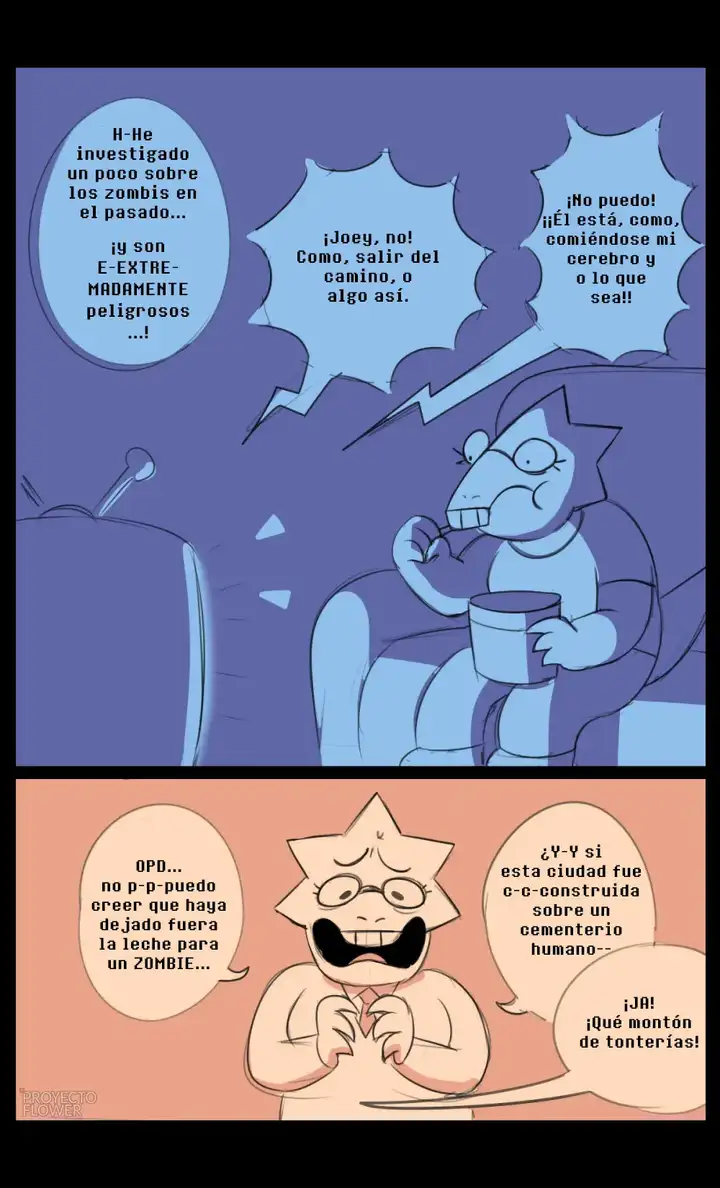 H-He
investigado
un poco sobre
los zombis en
el pasado...
¡y son
E-EXTRE-
MADAMENTE
peligrosos
...!
¡Joey, no!
Como, salir del
camino, o
algo así.
¡No puedo!
¡¡Él está, como,
comiéndose mi
cerebro y
o lo que
sea!!
OPD...
no p-p-puedo
creer que haya
dejado fuera
la leche para
un ZOMBIE...
¿Y-Y si
esta ciudad fue
c-c-construida
sobre un
cementerio
humano--
¡JA!
¡Qué montón
de tonterías!
PROYECTO
FLOWER